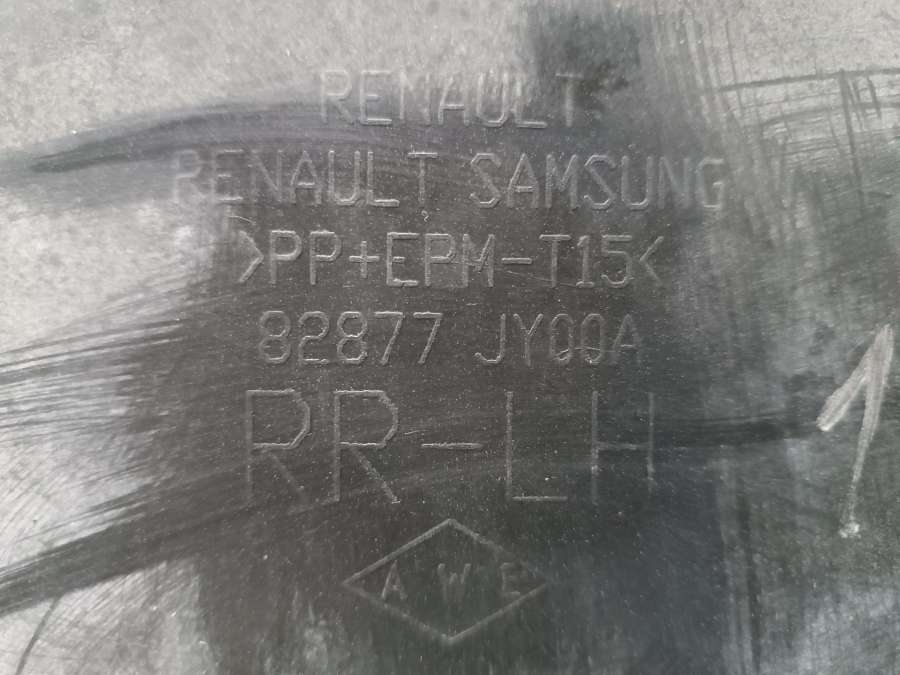 RENAULT
RENAULT SAMSUNG
>PP+EPM-T15<
82877 JY00A
RR-LH
AWE
1